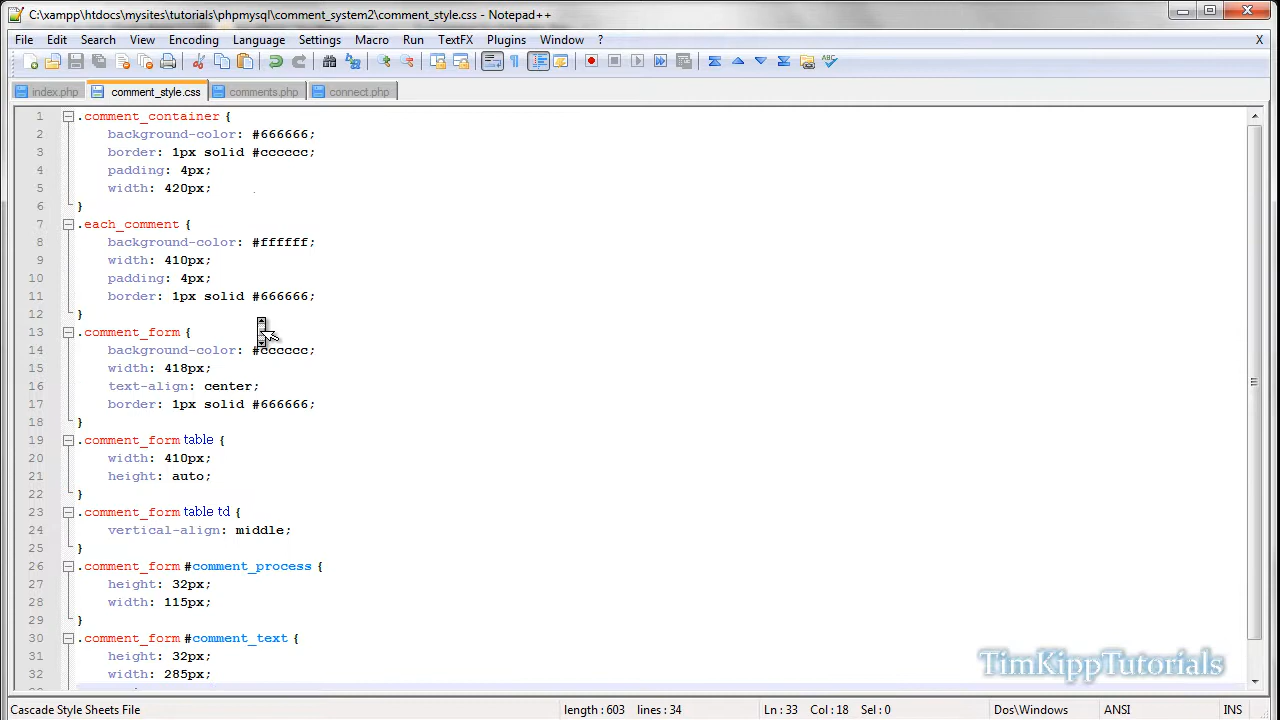 C:\xampp\htdocs\mysites\tutorials\phpmysql\comment_system2\comment_style.css - Notepad++
File Edit Search View Encoding Language Settings Macro Run TextFX Plugins Window ? X
index.php comment_style.css comments.php connect.php
1 .comment_container {
2 background-color: #666666;
3 border: 1px solid #cccccc;
4 padding: 4px;
5 width: 420px;
6 }
7 .each_comment {
8 background-color: #ffffff;
9 width: 410px;
10 padding: 4px;
11 border: 1px solid #666666;
12 }
13 .comment_form {
14 background-color: #cccccc;
15 width: 418px;
16 text-align: center;
17 border: 1px solid #666666;
18 }
19 .comment_form table {
20 width: 410px;
21 height: auto;
22 }
23 .comment_form table td {
24 vertical-align: middle;
25 }
26 .comment_form #comment_process {
27 height: 32px;
28 width: 115px;
29 }
30 .comment_form #comment_text {
31 height: 32px;
32 width: 285px;
TimKippTutorials
Cascade Style Sheets File length : 603 lines : 34 Ln : 33 Col : 18 Sel : 0 Dos\Windows ANSI INS